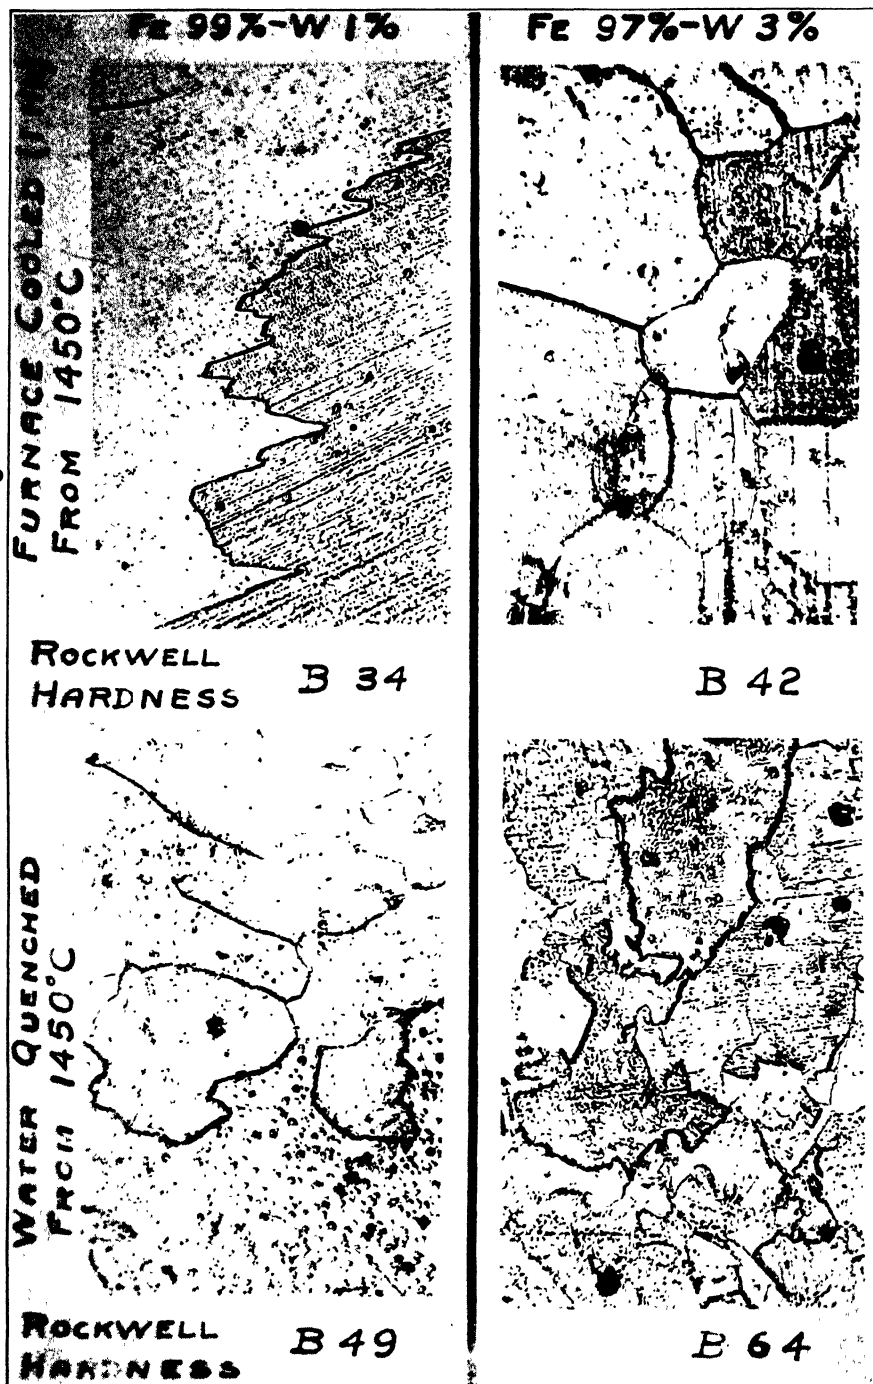 FE 99%-W 1%
FE 97%-W 3%
FURNACE COOLED
FROM 1450°C
ROCKWELL
HARDNESS
B 34
B 42
WATER QUENCHED
FROM 1450°C
ROCKWELL
HARDNESS
B 49
B 64